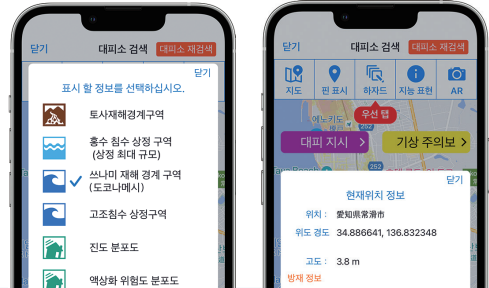 닫기 대피소 검색 대피소 재검색
닫기
표시 할 정보를 선택하십시오.
토사재해경계구역
홍수 침수 상정 구역
(상정 최대 규모)
쓰나미 재해 경계 구역
(도코나메시)
고조침수상정구역
진도 분포도
액상화 위험도 분포도
닫기 대피소 검색 대피소 재검색
지도 핀 표시 하자드 지능 표현 AR
우선 탭
에노키도
252
대피 지시 > 기상 주의보 >
252
닫기
현재위치 정보
위치 : 愛知県常滑市
위도 경도 34.886641, 136.832348
고도 : 3.8 m
방재 정보